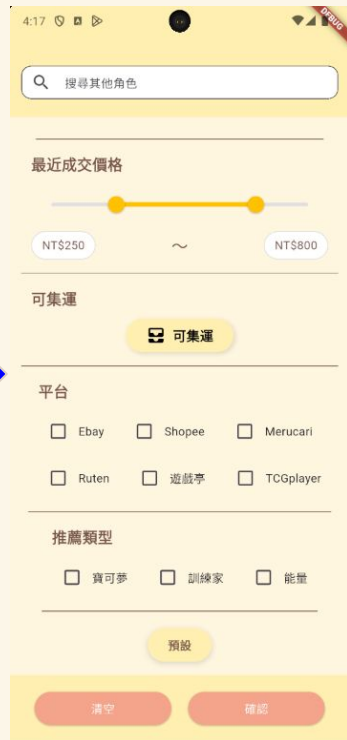 4:17
DEBUG
搜尋其他角色
最近成交價格
NT$250 ～ NT$800
可集運
可集運
平台
Ebay Shopee Merucari
Ruten 遊戲亭 TCGplayer
推薦類型
寶可夢 訓練家 能量
預設
清空 確認